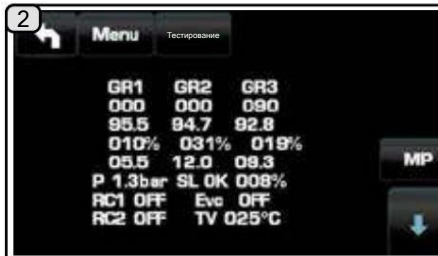 2
Menu Тестирование
GR1 GR2 GR3
000 000 090
95.5 94.7 92.8
010% 031% 019%
05.5 12.0 09.3
MP
P 1.3bar SL OK 008%
RC1 OFF Evc OFF
RC2 OFF TV 025°C